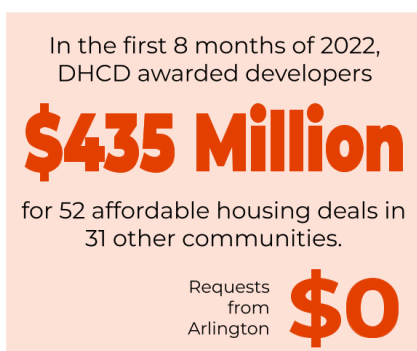 In the first 8 months of 2022,
DHCD awarded developers
$435 Million
for 52 affordable housing deals in
31 other communities.
Requests
from
Arlington
$0